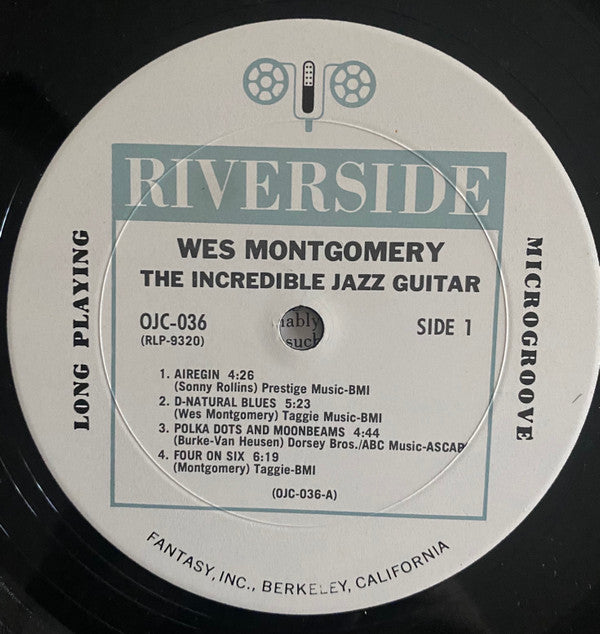 RIVERSIDE
WES MONTGOMERY
THE INCREDIBLE JAZZ GUITAR
OJC-036
(RLP-9320)
SIDE 1
LONG PLAYING
MICROGROOVE
1. AIREGIN 4:26
(Sonny Rollins) Prestige Music-BMI
2. D-NATURAL BLUES 5:23
(Wes Montgomery) Taggie Music-BMI
3. POLKA DOTS AND MOONBEAMS 4:44
(Burke-Van Heusen) Dorsey Bros./ABC Music-ASCAP
4. FOUR ON SIX 6:19
(Montgomery) Taggie-BMI
(OJC-036-A)
FANTASY, INC., BERKELEY, CALIFORNIA